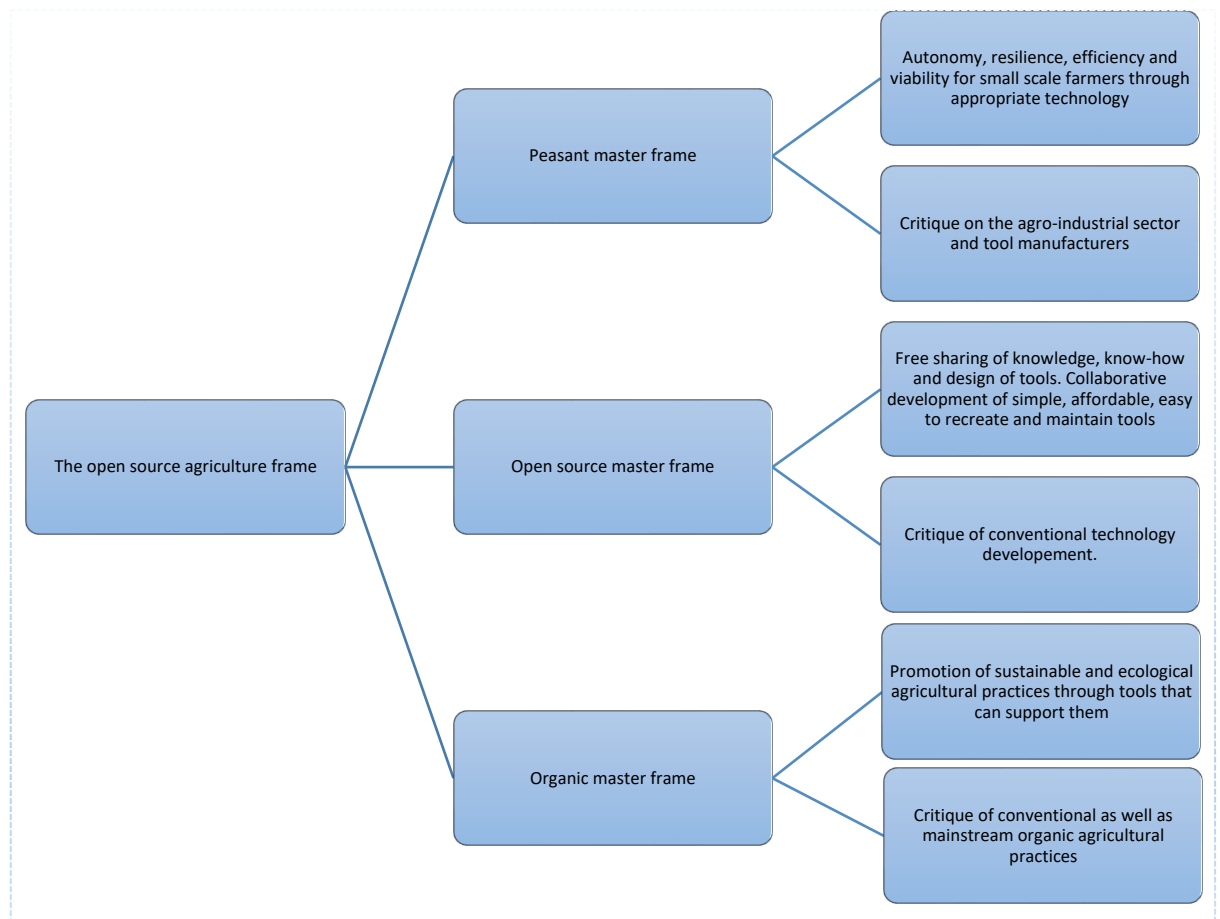 Autonomy, resilience, efficiency and
viability for small scale farmers through
appropriate technology
Peasant master frame
Critique on the agro-industrial sector
and tool manufacturers
Free sharing of knowledge, know-how
and design of tools. Collaborative
development of simple, affordable, easy
to recreate and maintain tools
The open source agriculture frame
Open source master frame
Critique of conventional technology
developement.
Promotion of sustainable and ecological
agricultural practices through tools that
can support them
Organic master frame
Critique of conventional as well as
mainstream organic agricultural
practices